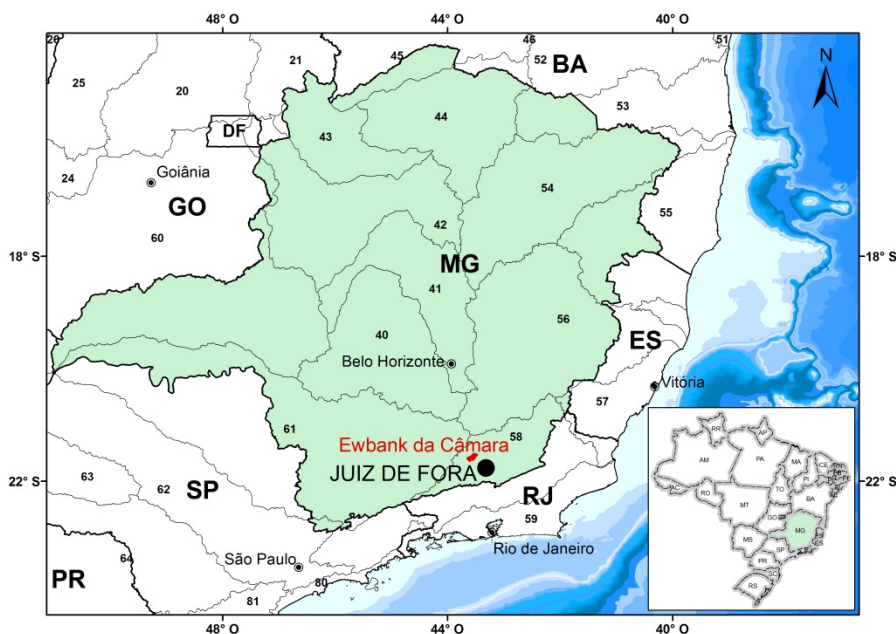 48° O
44° O
40° O
20
21
45
46
52
51
25
20
BA
N
44
53
43
DF
24
Goiânia
54
GO
55
42
60
18° S
18° S
MG
41
56
40
ES
Belo Horizonte
Vitória
57
61
58
Ewbank da Câmara
JUIZ DE FORA
63
62
22° S
22° S
SP
RJ
59
São Paulo
Rio de Janeiro
64
PR
80
81
48° O
44° O
40° O
RR
AP
AM
PA
MA
CE
PI
PE
AC
TO
RO
BA
MT
GO
MG
MS
SP
PR
SC
RS